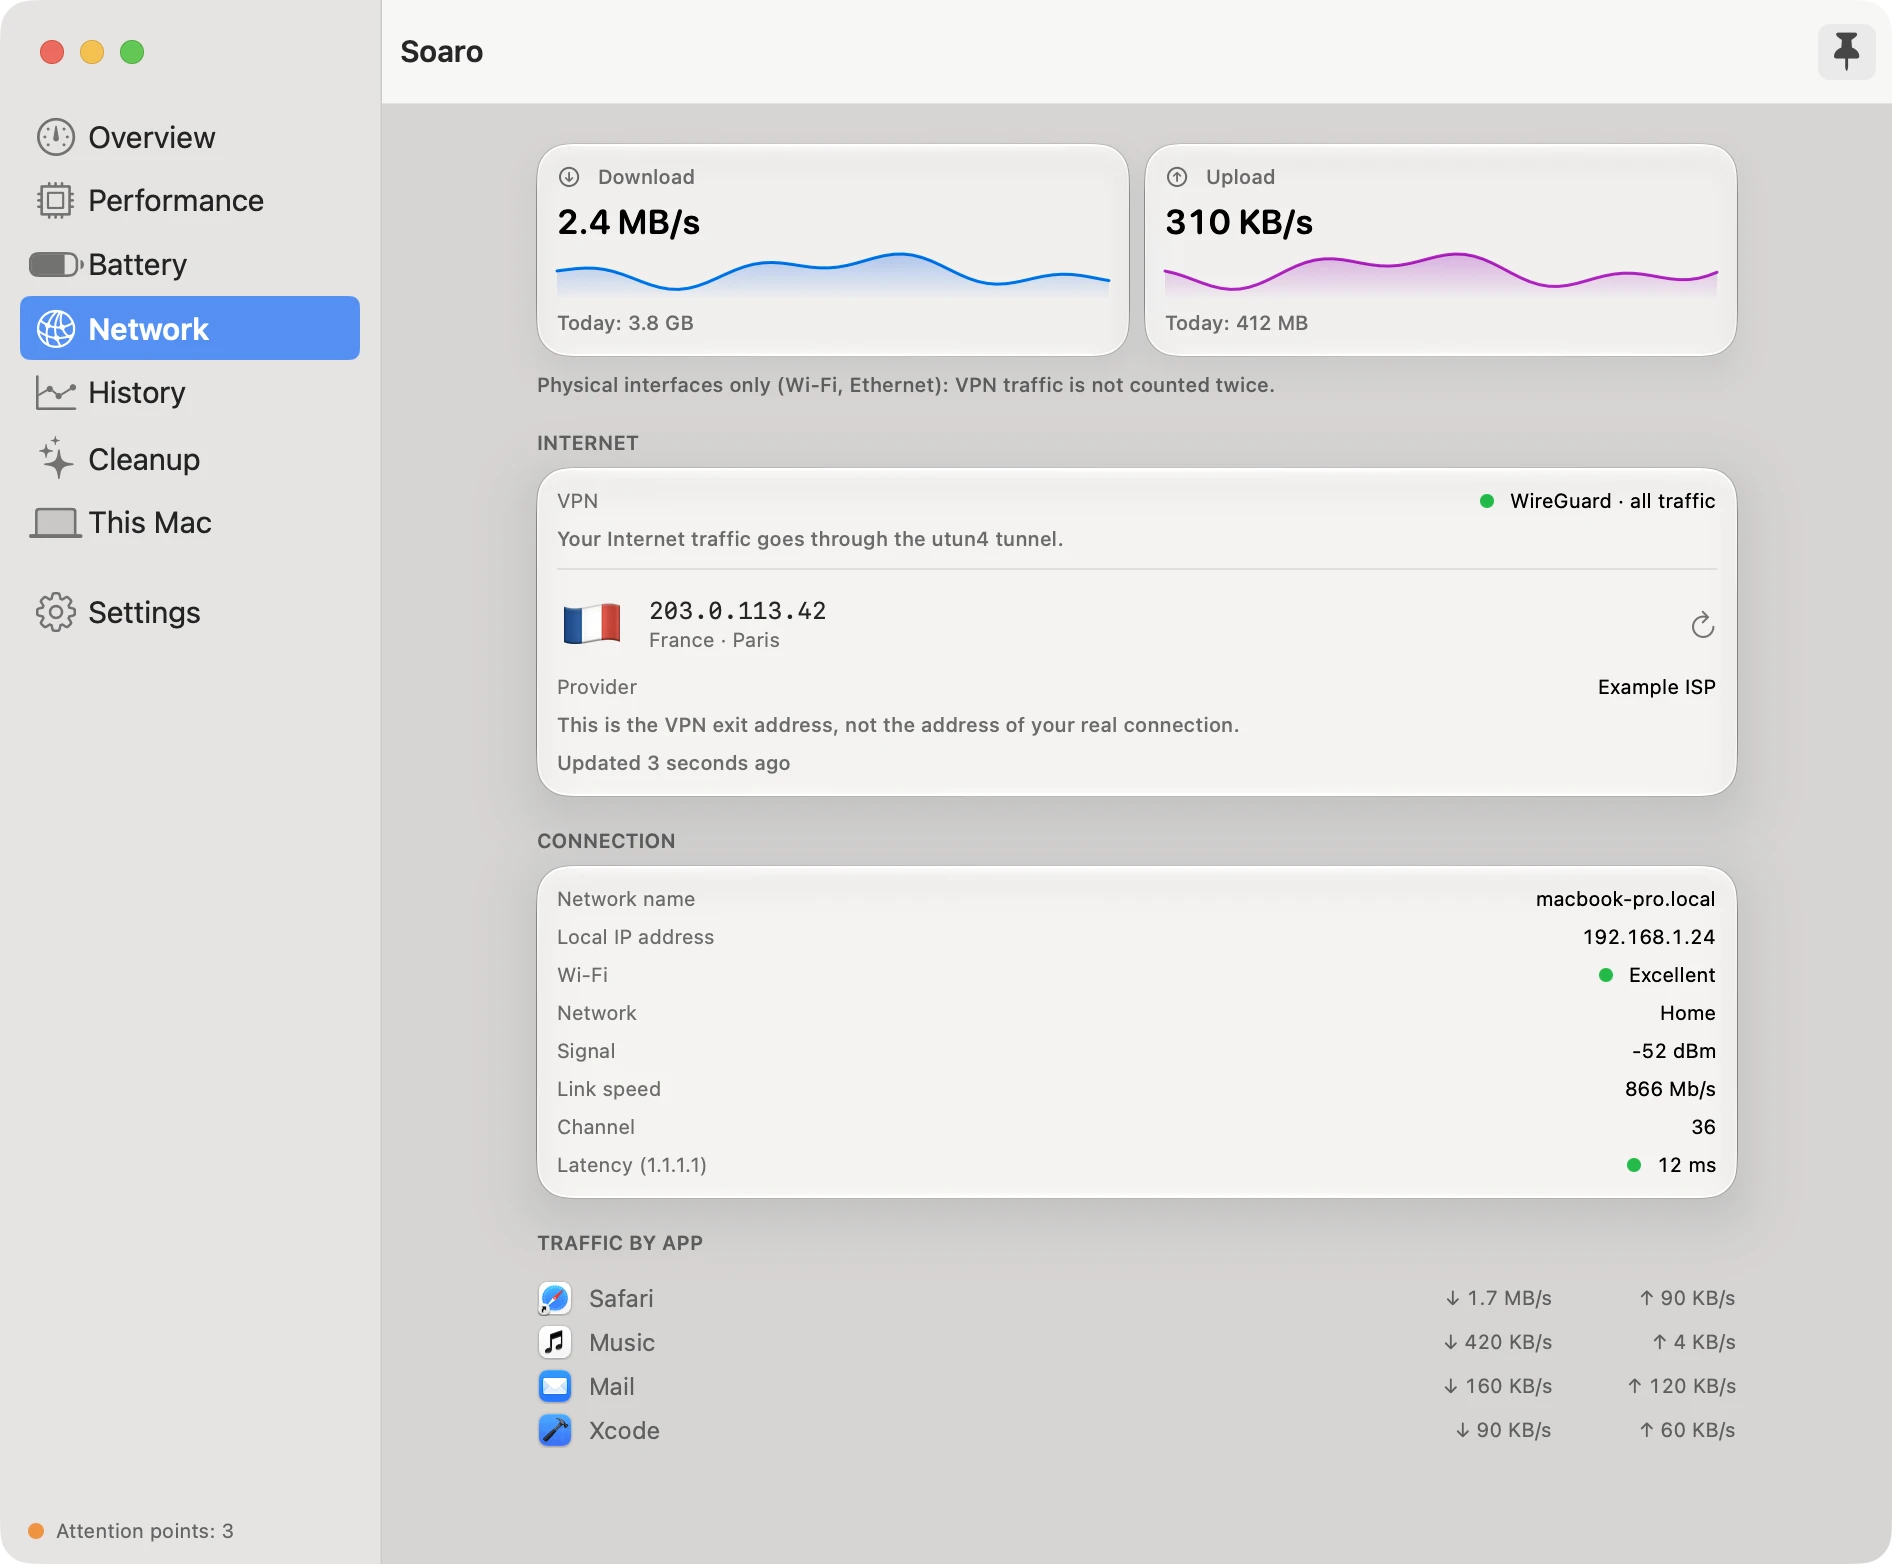 Soaro
Overview
Performance
Battery
Network
History
Cleanup
This Mac
Settings
Attention points: 3
Download
2.4 MB/s
Today: 3.8 GB
Upload
310 KB/s
Today: 412 MB
Physical interfaces only (Wi-Fi, Ethernet): VPN traffic is not counted twice.
INTERNET
VPN WireGuard · all traffic
Your Internet traffic goes through the utun4 tunnel.
203.0.113.42
France · Paris
Provider Example ISP
This is the VPN exit address, not the address of your real connection.
Updated 3 seconds ago
CONNECTION
Network name macbook-pro.local
Local IP address 192.168.1.24
Wi-Fi Excellent
Network Home
Signal -52 dBm
Link speed 866 Mb/s
Channel 36
Latency (1.1.1.1) 12 ms
TRAFFIC BY APP
Safari ↓ 1.7 MB/s ↑ 90 KB/s
Music ↓ 420 KB/s ↑ 4 KB/s
Mail ↓ 160 KB/s ↑ 120 KB/s
Xcode ↓ 90 KB/s ↑ 60 KB/s